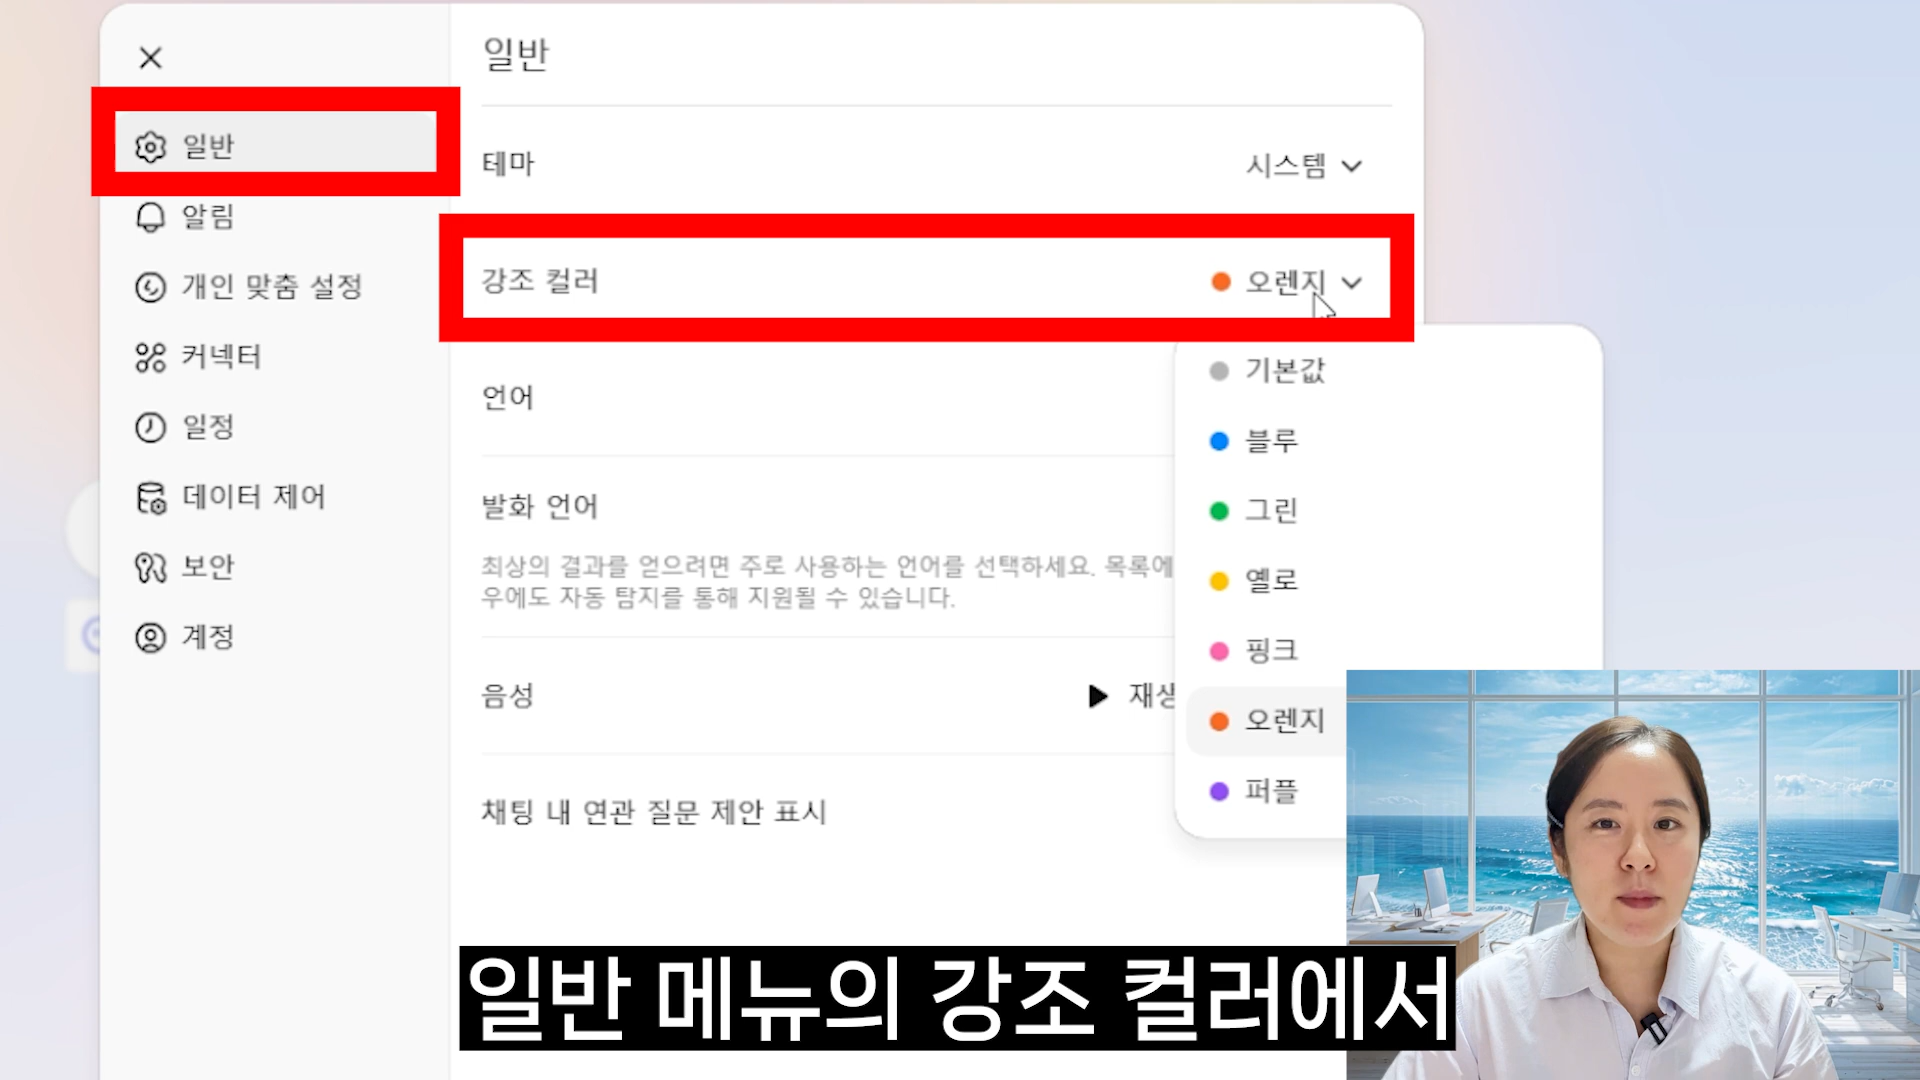 일반
알림
개인 맞춤 설정
커넥터
일정
데이터 제어
보안
계정
일반
테마 시스템
강조 컬러 오렌지
기본값
블루
그린
옐로
핑크
오렌지
퍼플
언어
발화 언어
최상의 결과를 얻으려면 주로 사용하는 언어를 선택하세요. 목록에
우에도 자동 탐지를 통해 지원될 수 있습니다.
음성 재생
채팅 내 연관 질문 제안 표시
일반 메뉴의 강조 컬러에서